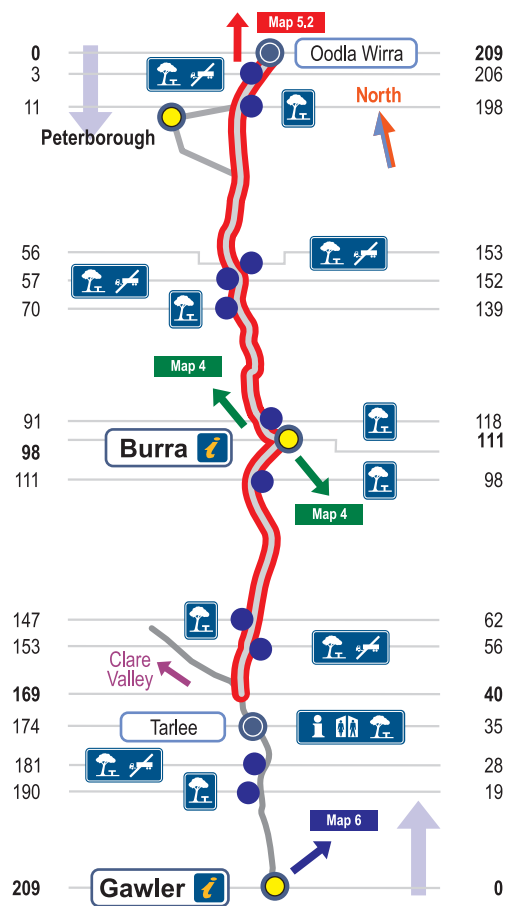 Map 5,2
0 Oodla Wirra 209
3 206
11 198
North
Peterborough
56 153
57 152
70 139
Map 4
91 118
Burra i 111
98
111 98
Map 4
147 62
153 56
Clare
Valley
169 40
174 Tarlee i 35
181 28
190 19
Map 6
209 Gawler i 0